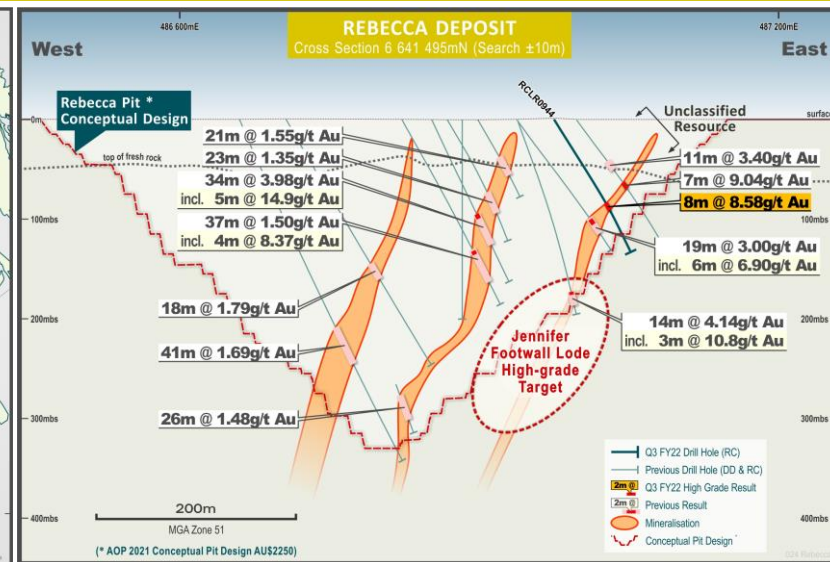 486 600mE
487 200mE
REBECCA DEPOSIT
Cross Section 6 641 495mN (Search ±10m)
West
East
Rebecca Pit *
Conceptual Design
RCLR0944
Unclassified
Resource
0m
surface
top of fresh rock
21m @ 1.55g/t Au
23m @ 1.35g/t Au
34m @ 3.98g/t Au
incl. 5m @ 14.9g/t Au
37m @ 1.50g/t Au
incl. 4m @ 8.37g/t Au
11m @ 3.40g/t Au
7m @ 9.04g/t Au
8m @ 8.58g/t Au
100mbs
100mbs
19m @ 3.00g/t Au
incl. 6m @ 6.90g/t Au
18m @ 1.79g/t Au
200mbs
200mbs
14m @ 4.14g/t Au
incl. 3m @ 10.8g/t Au
41m @ 1.69g/t Au
Jennifer
Footwall Lode
High-grade
Target
26m @ 1.48g/t Au
300mbs
300mbs
Q3 FY22 Drill Hole (RC)
Previous Drill Hole (DD & RC)
2m @ Q3 FY22 High Grade Result
2m @ Previous Result
Mineralisation
Conceptual Pit Design
200m
MGA Zone 51
400mbs
400mbs
(* AOP 2021 Conceptual Pit Design AU$2250)